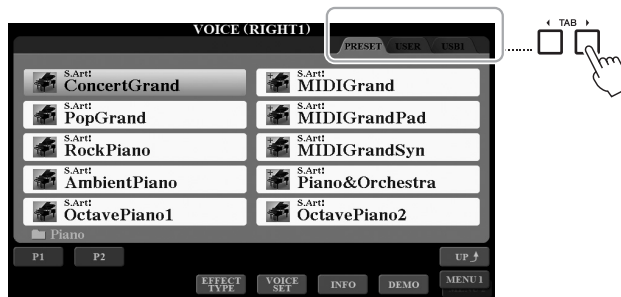 VOICE (RIGHT1)
PRESET USER USB1
TAB
S.Art!
ConcertGrand
S.Art!
MIDIGrand
S.Art!
PopGrand
S.Art!
MIDIGrandPad
S.Art!
RockPiano
S.Art!
MIDIGrandSyn
S.Art!
AmbientPiano
S.Art!
Piano&Orchestra
S.Art!
OctavePiano1
S.Art!
OctavePiano2
Piano
P1 P2 UP
EFFECT TYPE
VOICE SET
INFO DEMO MENU1